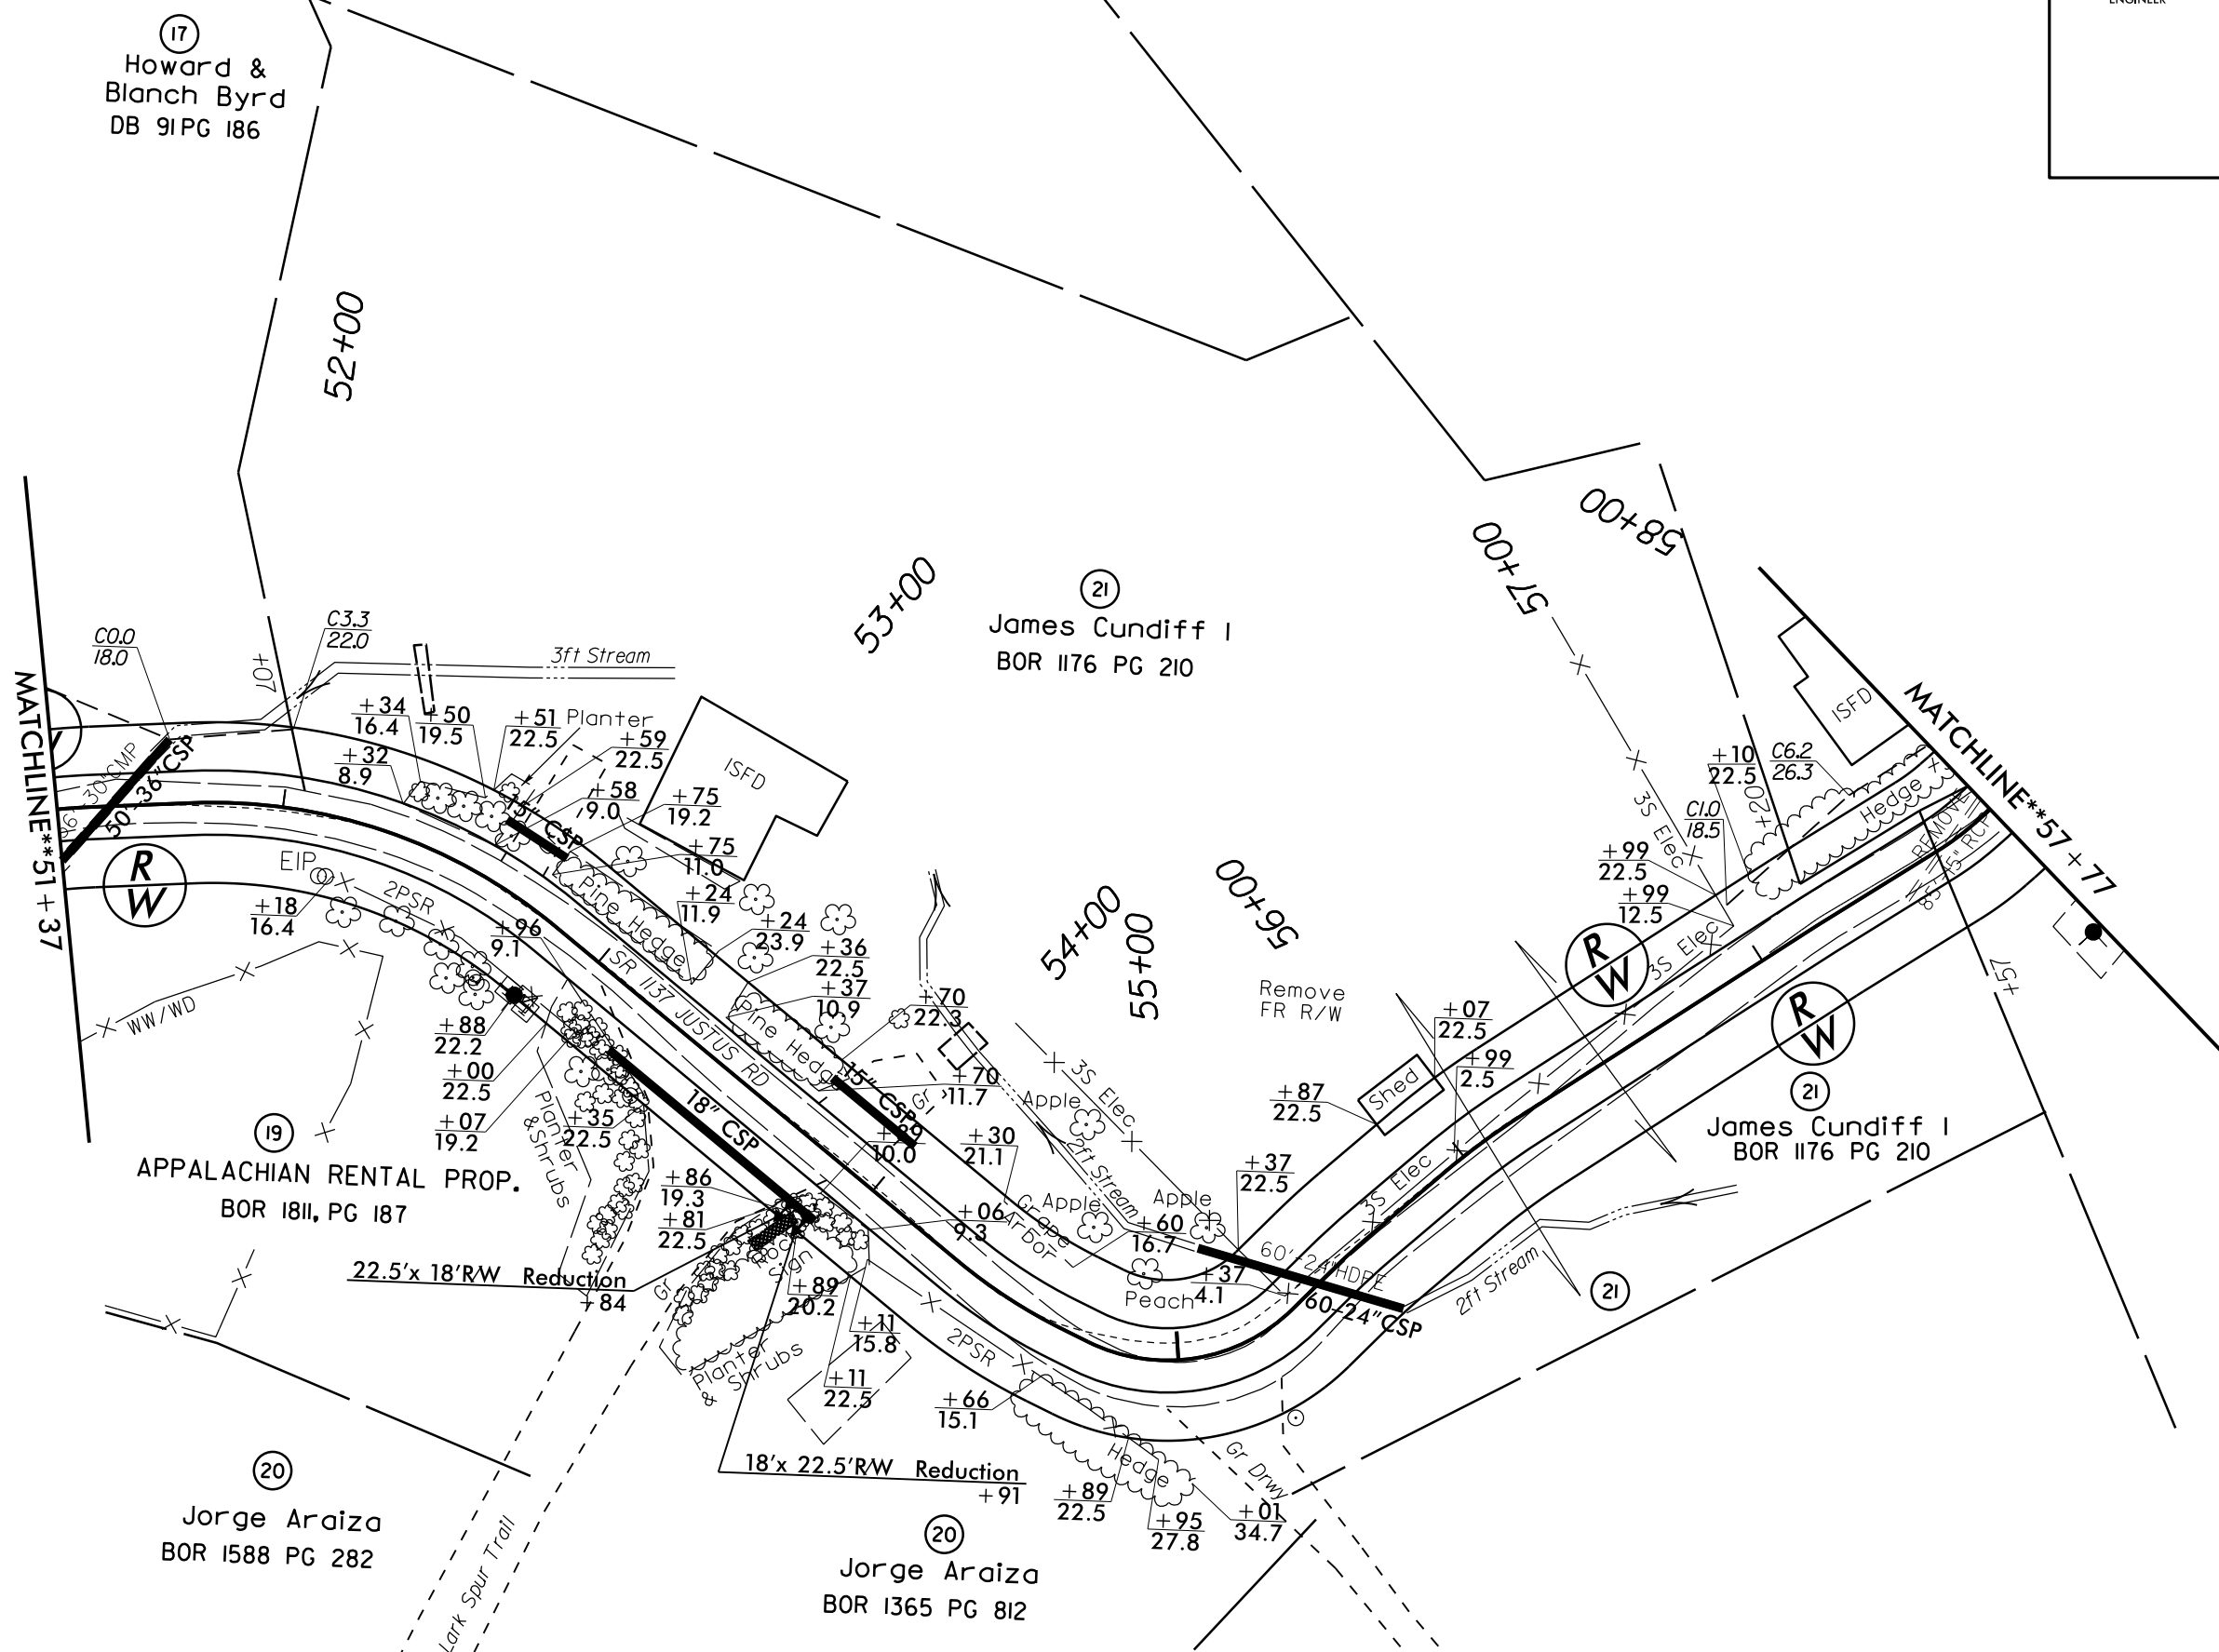 ENGINEER
17
Howard &
Blanch Byrd
DB 91 PG 186
52+00
53+00
54+00
55+00
56+00
57+00
58+00
21
James Cundiff I
BOR 1176 PG 210
C0.0
18.0
C3.3
22.0
+07
3ft Stream
MATCHLINE**51+37
30"CMP
50'-36"CSP
R
W
+34
16.4
+50
19.5
+51
22.5
Planter
+59
22.5
+32
8.9
+58
9.0
15" CSP
ISFD
+75
19.2
+75
11.0
EIP
2PSR
+18
16.4
+96
9.1
Pine Hedge
+24
11.9
+24
23.9
+36
22.5
+37
10.9
WW/WD
SR 1137 JUSTUS RD
Pine Hedge
+70
22.3
+70
11.7
+88
22.2
+00
22.5
+07
19.2
Planter
&Shrubs
+35
22.5
18" CSP
15" CSP
Gr
10.0
+30
21.1
Apple
3S Elec
2ft Stream
Remove
FR R/W
+87
22.5
Shed
+07
22.5
+99
2.5
3S Elec
19
APPALACHIAN RENTAL PROP.
BOR 1811, PG 187
+86
19.3
+81
22.5
22.5'x 18'R/W Reduction
+84
Gr
Sign
+89
20.2
+06
9.3
Grape
Arbor
Apple
Apple
+60
16.7
+37
22.5
60'-24"HDPE
60-24"CSP
+37
4.1
Peach
2ft Stream
21
+11
15.8
+11
22.5
Planter
& Shrubs
2PSR
+66
15.1
18'x 22.5'R/W Reduction
+91
Hedge
+89
22.5
+95
27.8
+01
34.7
Gr Drwy
20
Jorge Araiza
BOR 1588 PG 282
Lark Spur Trail
20
Jorge Araiza
BOR 1365 PG 812
3S Elec
+10
22.5
C6.2
26.3
C1.0
18.5
+20
+99
22.5
+99
12.5
3S Elec
R
W
Hedge
ISFD
REMOVE
15" RCP
MATCHLINE**57+77
+57
R
W
21
James Cundiff I
BOR 1176 PG 210